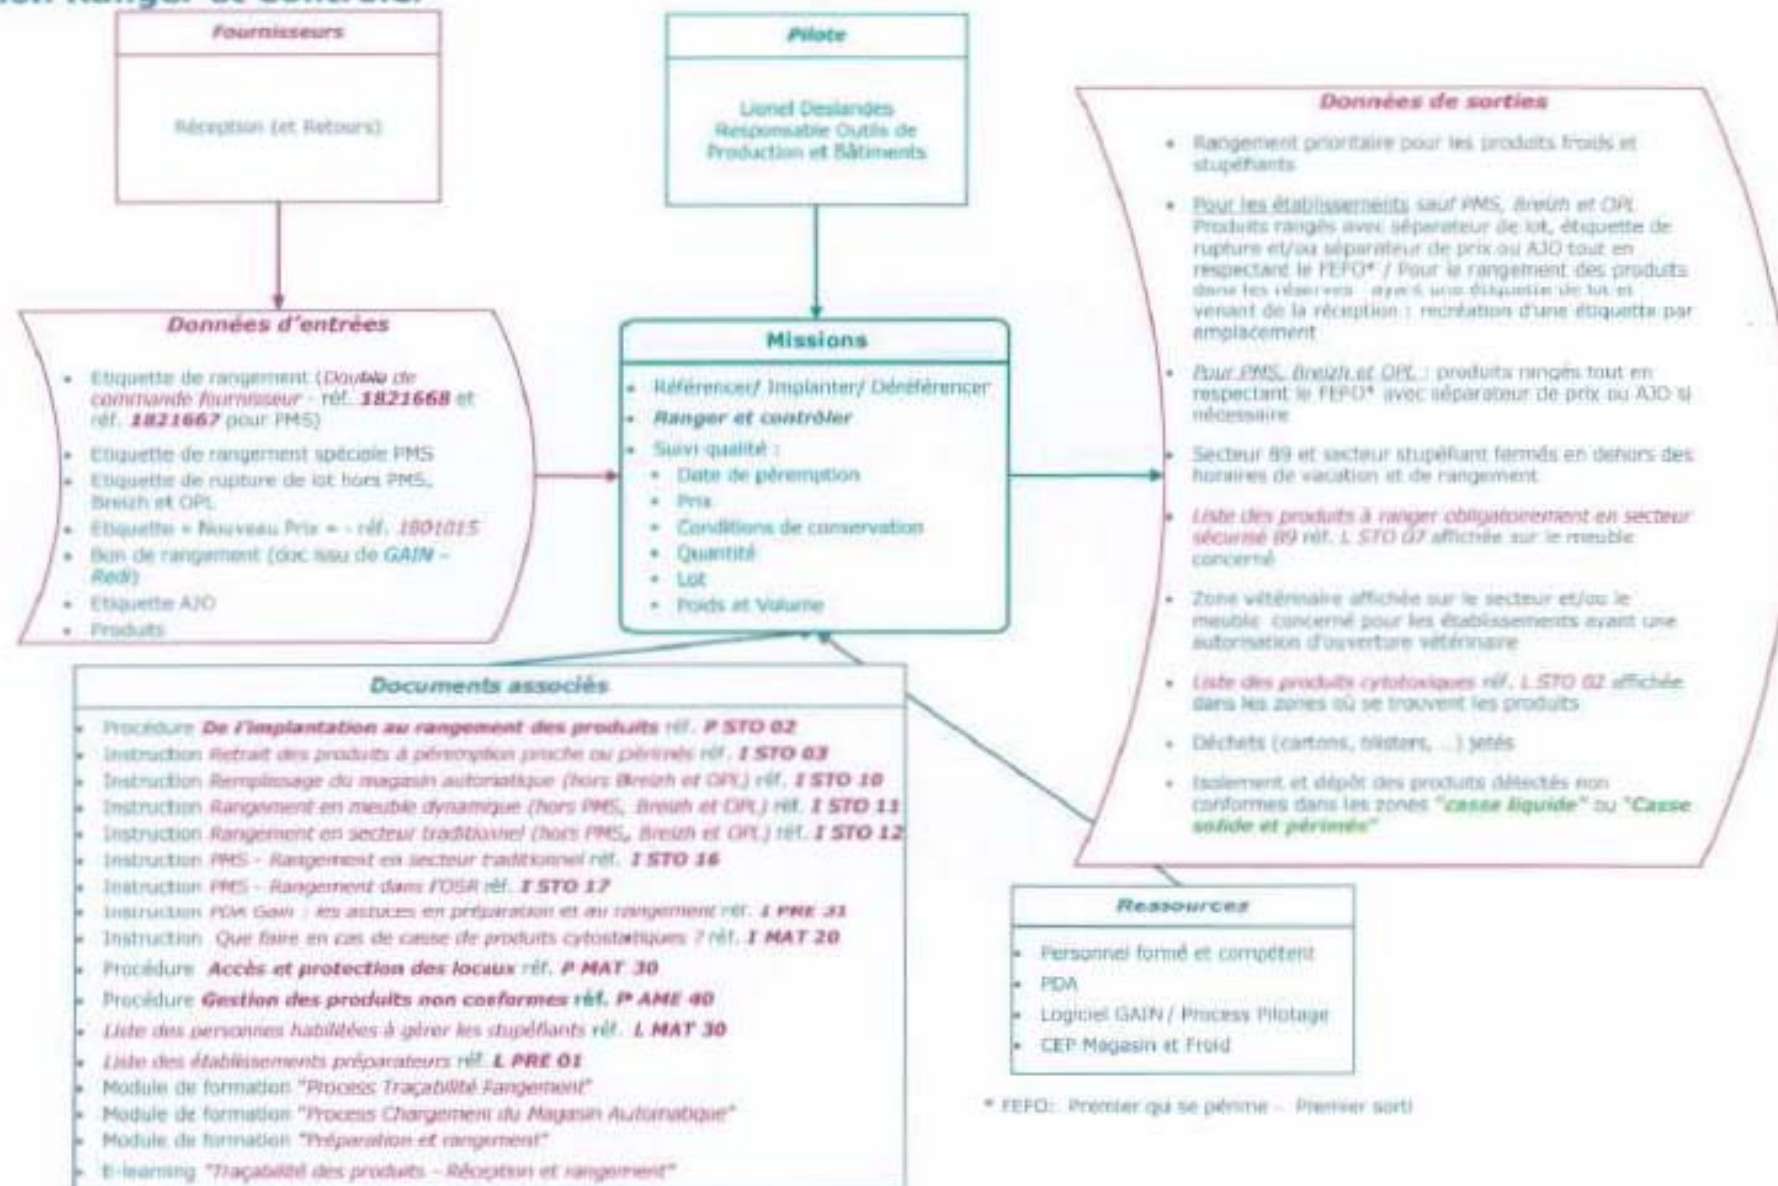 Ranger et Contrôler
Fournisseurs
Réception (et Retours)
Pilote
Lionel Deslandes
Responsable Outils de
Production et Bâtiments
Données d'entrées
• Etiquette de rangement (Double de
commande fournisseur - réf. 1821668 et
réf. 1821667 pour PMS)
• Etiquette de rangement spéciale PMS
• Etiquette de rupture de lot hors PMS,
Breizh et OPL
• Etiquette « Nouveau Prix » - réf. 1801015
• Bon de rangement (doc issu de GAIN –
Redi)
• Etiquette AJO
• Produits
Missions
• Référencer/ Implanter/ Déréférencer
• Ranger et contrôler
• Suivi qualité :
• Date de péremption
• Prix
• Conditions de conservation
• Quantité
• Lot
• Poids et Volume
Données de sorties
• Rangement prioritaire pour les produits froids et
stupéfiants
• Pour les établissements sauf PMS, Breizh et OPL
Produits rangés avec séparateur de lot, étiquette de
rupture et/ou séparateur de prix ou AJO tout en
respectant le FEFO* / Pour le rangement des produits
dans les réserves ayant une étiquette de lot et
venant de la réception : recréation d'une étiquette par
emplacement
• Pour PMS, Breizh et OPL : produits rangés tout en
respectant le FEFO* avec séparateur de prix ou AJO si
nécessaire
• Secteur 89 et secteur stupéfiant fermés en dehors des
horaires de vacation et de rangement
• Liste des produits à ranger obligatoirement en secteur
sécurisé 89 réf. L STO 07 affichée sur le meuble
concerné
• Zone vétérinaire affichée sur le secteur et/ou le
meuble concerné pour les établissements ayant une
autorisation d'ouverture vétérinaire
• Liste des produits cytotoxiques réf. L STO 02 affichée
dans les zones où se trouvent les produits
• Déchets (cartons, blisters, ...) jetés
• Isolement et dépôt des produits détectés non
conformes dans les zones "casse liquide" ou "Casse
solide et périmés"
Documents associés
• Procédure De l'implantation au rangement des produits réf. P STO 02
• Instruction Retrait des produits à péremption proche ou périmés réf. I STO 03
• Instruction Remplissage du magasin automatique (hors Breizh et OPL) réf. I STO 10
• Instruction Rangement en meuble dynamique (hors PMS, Breizh et OPL) réf. I STO 11
• Instruction Rangement en secteur traditionnel (hors PMS, Breizh et OPL) réf. I STO 12
• Instruction PMS - Rangement en secteur traditionnel réf. I STO 16
• Instruction PMS - Rangement dans l'OSR réf. I STO 17
• Instruction PDA Gain : les astuces en préparation et au rangement réf. I PRE 31
• Instruction Que faire en cas de casse de produits cytostatiques ? réf. I MAT 20
• Procédure Accès et protection des locaux réf. P MAT 30
• Procédure Gestion des produits non conformes réf. P AME 40
• Liste des personnes habilitées à gérer les stupéfiants réf. L MAT 30
• Liste des établissements préparateurs réf. L PRE 01
• Module de formation "Process Traçabilité Rangement"
• Module de formation "Process Chargement du Magasin Automatique"
• Module de formation "Préparation et rangement"
• E-learning "Traçabilité des produits – Réception et rangement"
Ressources
• Personnel formé et compétent
• PDA
• Logiciel GAIN / Process Pilotage
• CEP Magasin et Froid
* FEFO: Premier qui se périme – Premier sorti